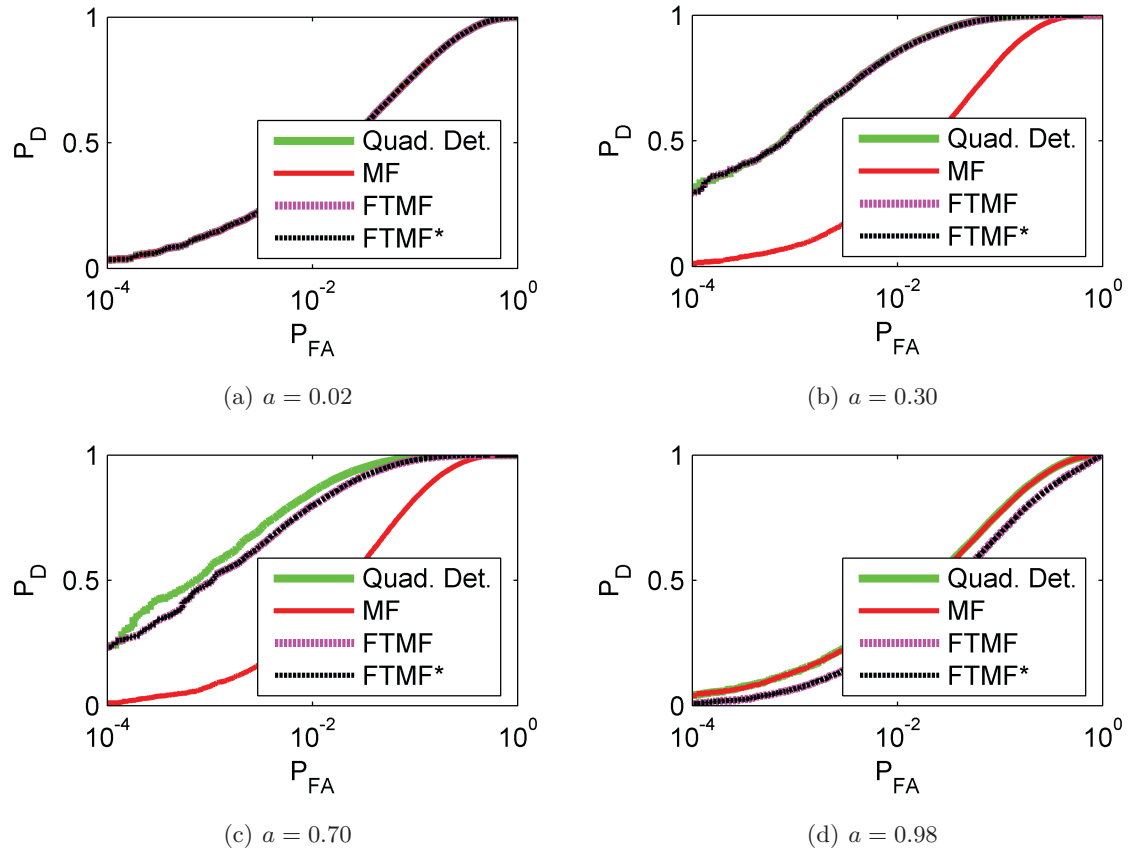 1
0.5
0
P_D
Quad. Det.
MF
FTMF
FTMF*
10^-4
10^-2
10^0
P_FA
(a) a = 0.02
1
0.5
0
P_D
Quad. Det.
MF
FTMF
FTMF*
10^-4
10^-2
10^0
P_FA
(b) a = 0.30
1
0.5
0
P_D
Quad. Det.
MF
FTMF
FTMF*
10^-4
10^-2
10^0
P_FA
(c) a = 0.70
1
0.5
0
P_D
Quad. Det.
MF
FTMF
FTMF*
10^-4
10^-2
10^0
P_FA
(d) a = 0.98